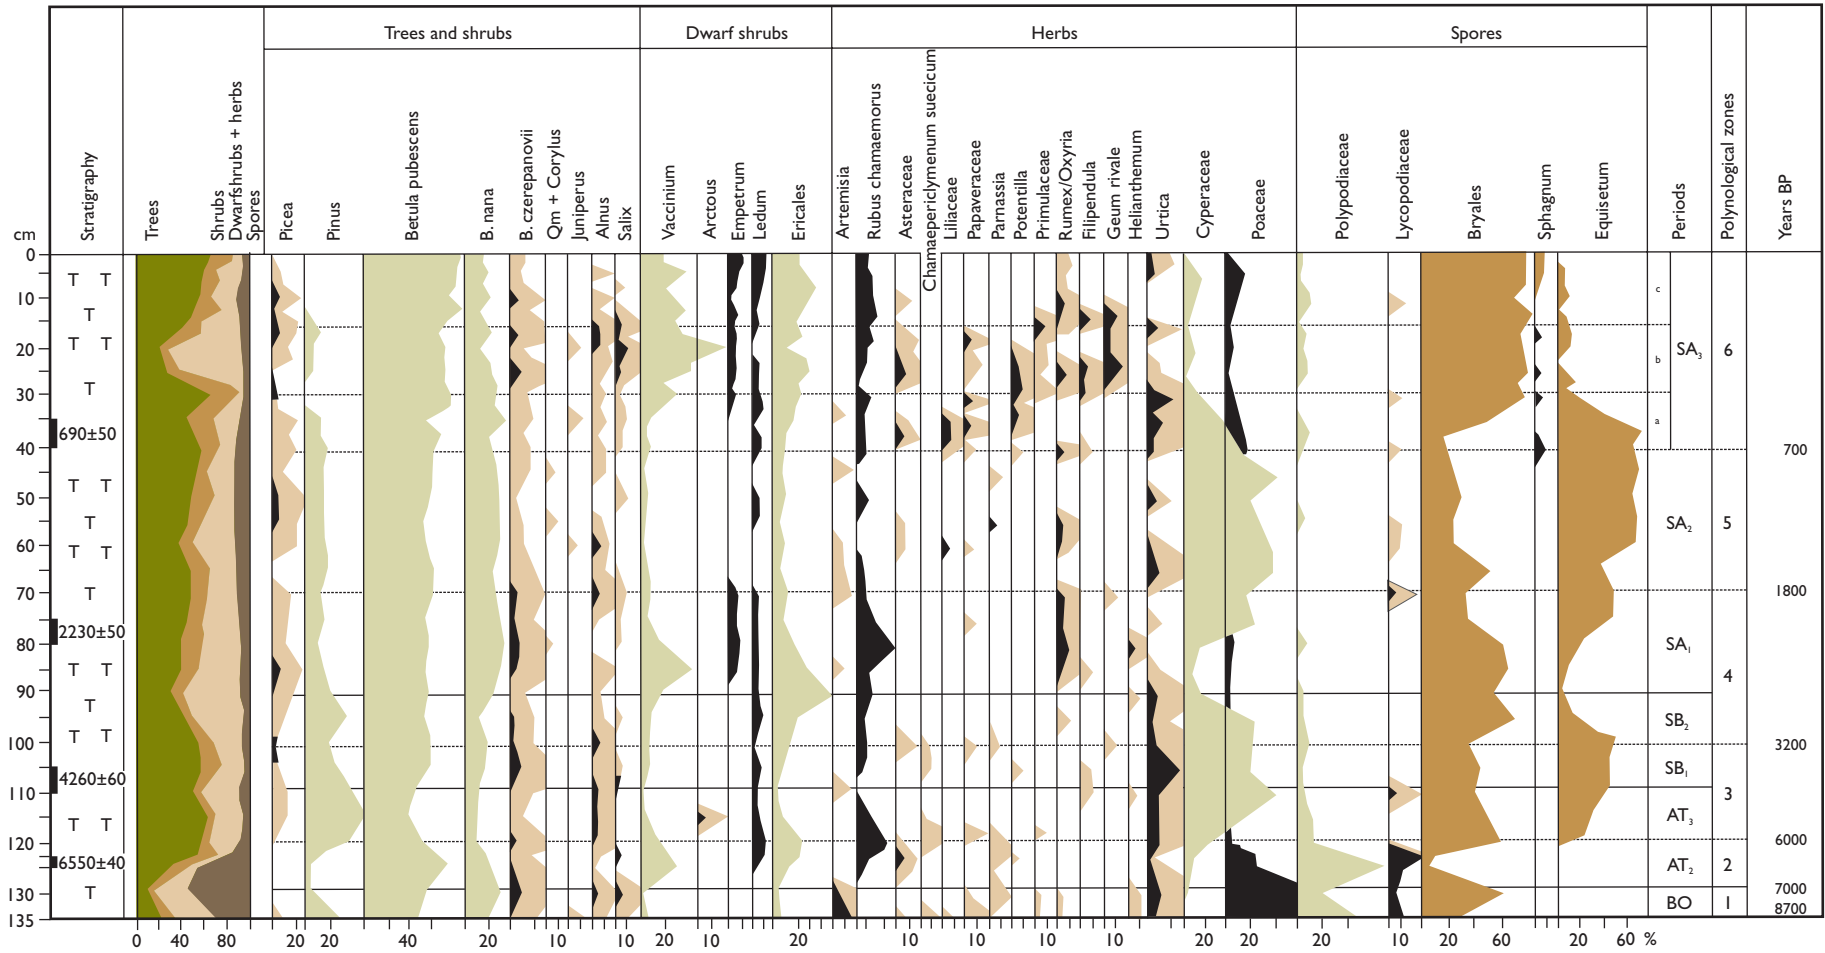 Trees and shrubs Dwarf shrubs Herbs Spores
cm
Stratigraphy
Trees
Shrubs
Dwarfshrubs + herbs
Spores
Picea
Pinus
Betula pubescens
B. nana
B. czerepanovii
Qm + Corylus
Juniperus
Alnus
Salix
Vaccinium
Arctous
Empetrum
Ledum
Ericales
Artemisia
Rubus chamaemorus
Asteraceae
Chamaepericlymenum suecicum
Liliaceae
Papaveraceae
Parnassia
Potentilla
Primulaceae
Rumex/Oxyria
Filipendula
Geum rivale
Helianthemum
Urtica
Cyperaceae
Poaceae
Polypodiaceae
Lycopodiaceae
Bryales
Sphagnum
Equisetum
Periods
Polynological zones
Years BP
0
T T c
10
T
20 T T b SA3 6
T
30
690±50 a
40 700
T T
50
T SA2 5
60 T T
70 T 1800
2230±50
80 SA1
T T 4
90
T SB2
100 T T 3200
4260±60 SB1
110 3
T T AT3
120 6000
6550±40 AT2 2
130 T 7000
BO 1 8700
135
0 40 80 20 20 40 20 10 10 20 10 20 10 10 10 10 20 20 20 10 20 60 20 60 %